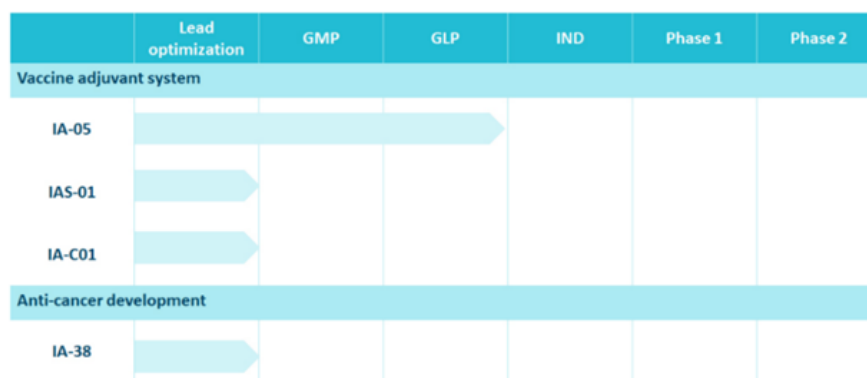 Lead
optimization
GMP
GLP
IND
Phase 1
Phase 2
Vaccine adjuvant system
IA-05
IAS-01
IA-C01
Anti-cancer development
IA-38